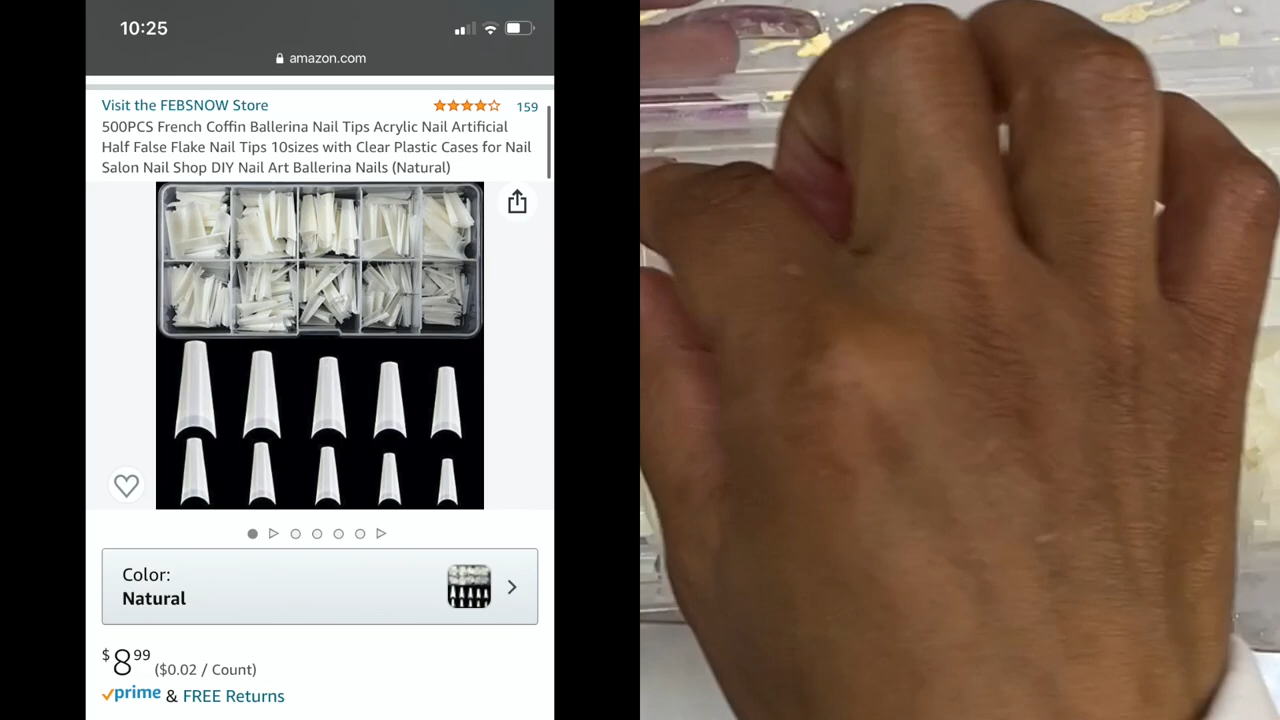 10:25
amazon.com
Visit the FEBSNOW Store
159
500PCS French Coffin Ballerina Nail Tips Acrylic Nail Artificial
Half False Flake Nail Tips 10sizes with Clear Plastic Cases for Nail
Salon Nail Shop DIY Nail Art Ballerina Nails (Natural)
Color:
Natural
$8.99 ($0.02 / Count)
prime & FREE Returns